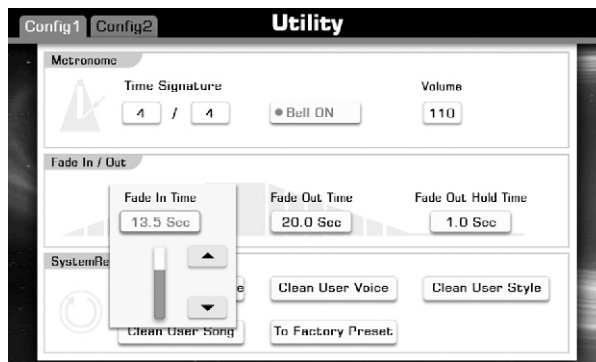 Config1 Config2 Utility
Metronome
Time Signature Volume
4 / 4 Bell ON 110
Fade In / Out
Fade In Time Fade Out Time Fade Out Hold Time
13.5 Sec 20.0 Sec 1.0 Sec
SystemRe
e Clean User Voice Clean User Style
Clean User Song To Factory Preset